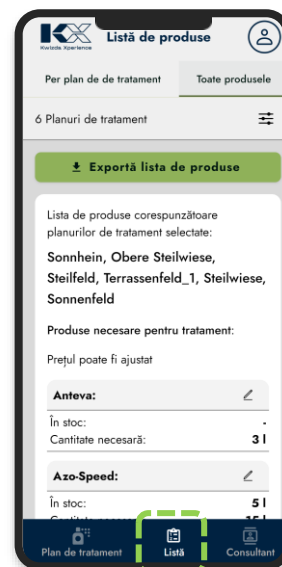 KX
Kwizda Xperience
Listă de produse
Per plan de de tratament
Toate produsele
6 Planuri de tratament
Exportă lista de produse
Lista de produse corespunzătoare
planurilor de tratament selectate:
Sonnhein, Obere Steilwiese,
Steilfeld, Terrassenfeld_1, Steilwiese,
Sonnenfeld
Produse necesare pentru tratament:
Prețul poate fi ajustat
Anteva:
În stoc: -
Cantitate necesară: 3 l
Azo-Speed:
În stoc: 5 l
Plan de tratament
Listă
Consultant